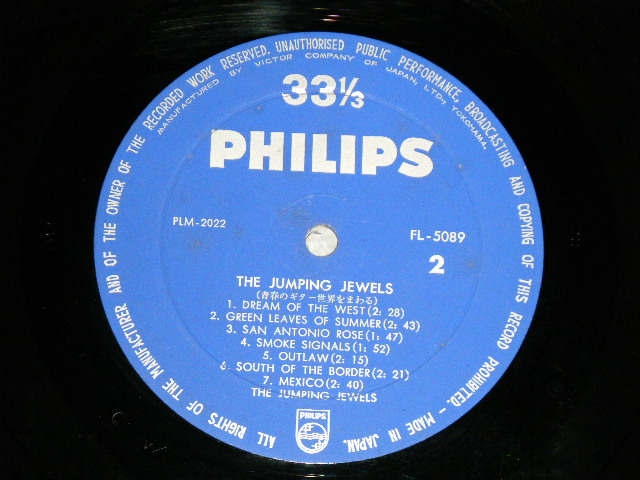 ALL RIGHTS OF THE MANUFACTURER AND OF THE OWNER OF THE RECORDED WORK RESERVED. UNAUTHORISED PUBLIC PERFORMANCE, BROADCASTING AND COPYING OF THIS RECORD PROHIBITED. - MADE IN JAPAN.
MANUFACTURED BY VICTOR COMPANY OF JAPAN, LTD., YOKOHAMA.
33⅓
PHILIPS
PLM-2022
FL-5089
2
THE JUMPING JEWELS
(青春のギター世界をまわる)
1. DREAM OF THE WEST(2: 28)
2. GREEN LEAVES OF SUMMER(2: 43)
3. SAN ANTONIO ROSE(1: 47)
4. SMOKE SIGNALS(1: 52)
5. OUTLAW(2: 15)
6. SOUTH OF THE BORDER(2: 21)
7. MEXICO(2: 40)
THE JUMPING JEWELS
PHILIPS